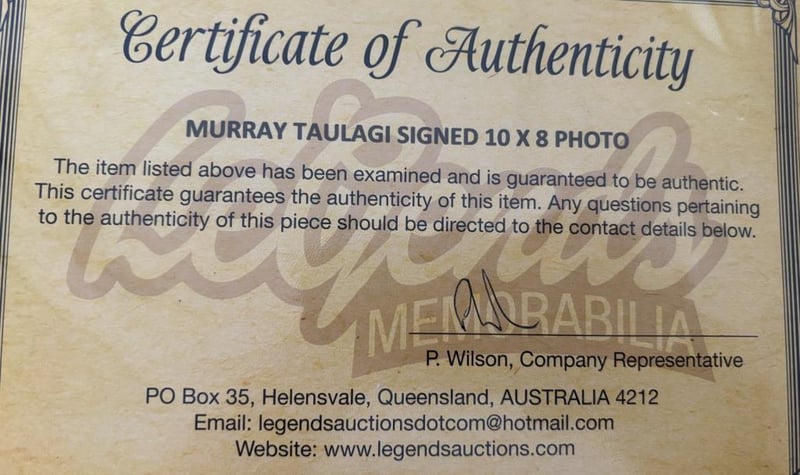 Certificate of Authenticity
Legends
MEMORABILIA
MURRAY TAULAGI SIGNED 10 X 8 PHOTO
The item listed above has been examined and is guaranteed to be authentic.
This certificate guarantees the authenticity of this item. Any questions pertaining
to the authenticity of this piece should be directed to the contact details below.
P. Wilson, Company Representative
PO Box 35, Helensvale, Queensland, AUSTRALIA 4212
Email: legendsauctionsdotcom@hotmail.com
Website: www.legendsauctions.com